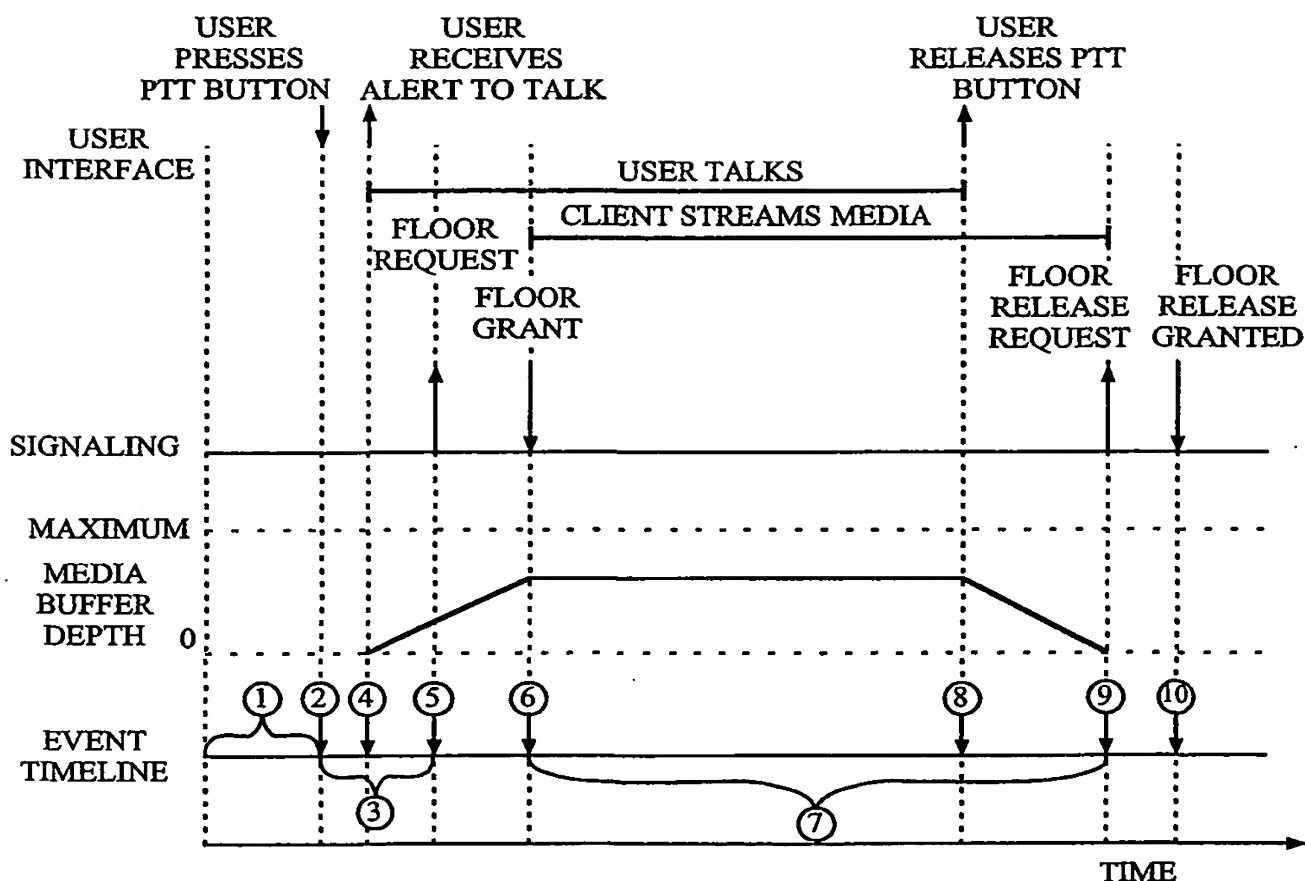 USER
PRESSES
PTT BUTTON
USER
RECEIVES
ALERT TO TALK
USER
RELEASES PTT
BUTTON
USER
INTERFACE
USER TALKS
CLIENT STREAMS MEDIA
FLOOR
REQUEST
FLOOR
GRANT
FLOOR
RELEASE
REQUEST
FLOOR
RELEASE
GRANTED
SIGNALING
MAXIMUM
MEDIA
BUFFER
DEPTH
0
1
2
4
5
6
8
9
10
EVENT
TIMELINE
3
7
TIME